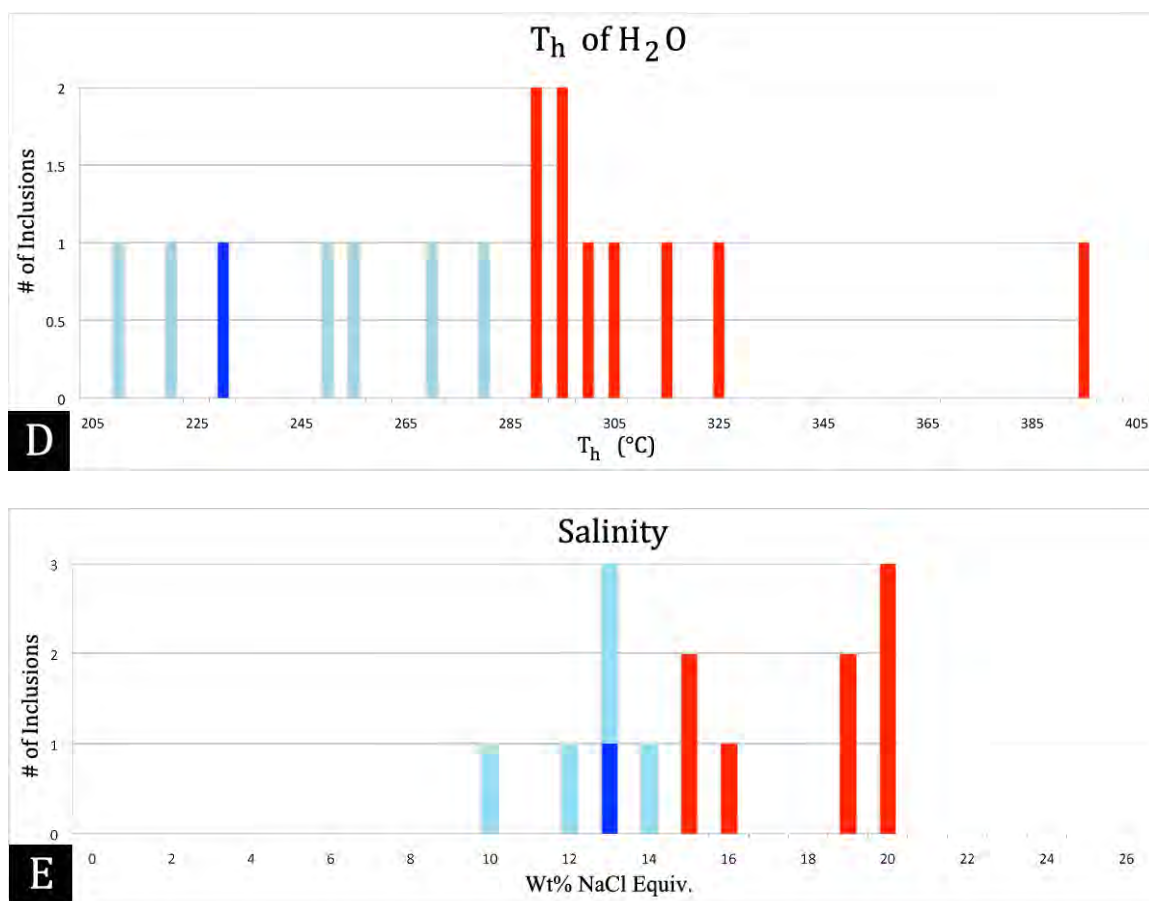 Th of H2O
2
1.5
1
0.5
0
# of Inclusions
205 225 245 265 285 305 325 345 365 385 405
Th (°C)
D
Salinity
3
2
1
0
# of Inclusions
0 2 4 6 8 10 12 14 16 18 20 22 24 26
Wt% NaCl Equiv.
E